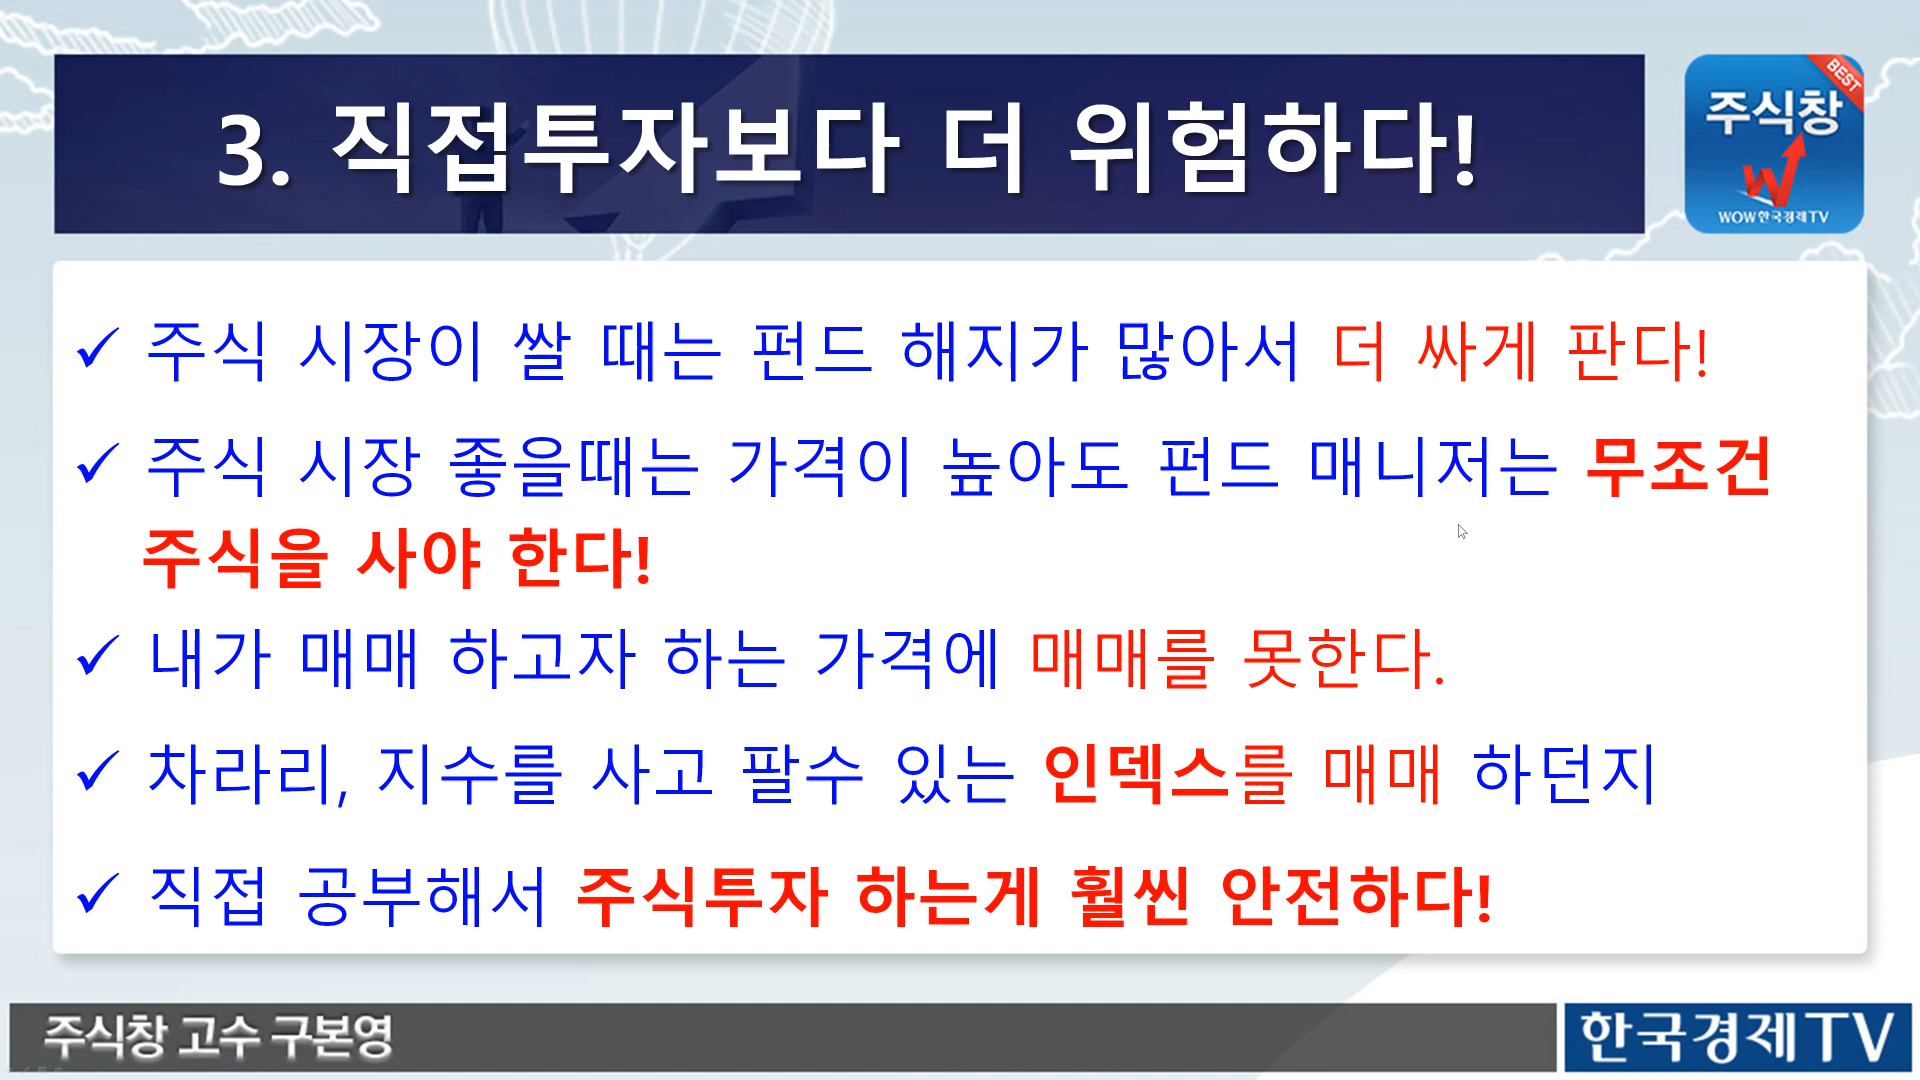 3. 직접투자보다 더 위험하다!
BEST
주식창
W
WOW한국경제TV
✓ 주식 시장이 쌀 때는 펀드 해지가 많아서 더 싸게 판다!
✓ 주식 시장 좋을때는 가격이 높아도 펀드 매니저는 무조건
주식을 사야 한다!
✓ 내가 매매 하고자 하는 가격에 매매를 못한다.
✓ 차라리, 지수를 사고 팔수 있는 인덱스를 매매 하던지
✓ 직접 공부해서 주식투자 하는게 훨씬 안전하다!
주식창 고수 구본영
한국경제TV